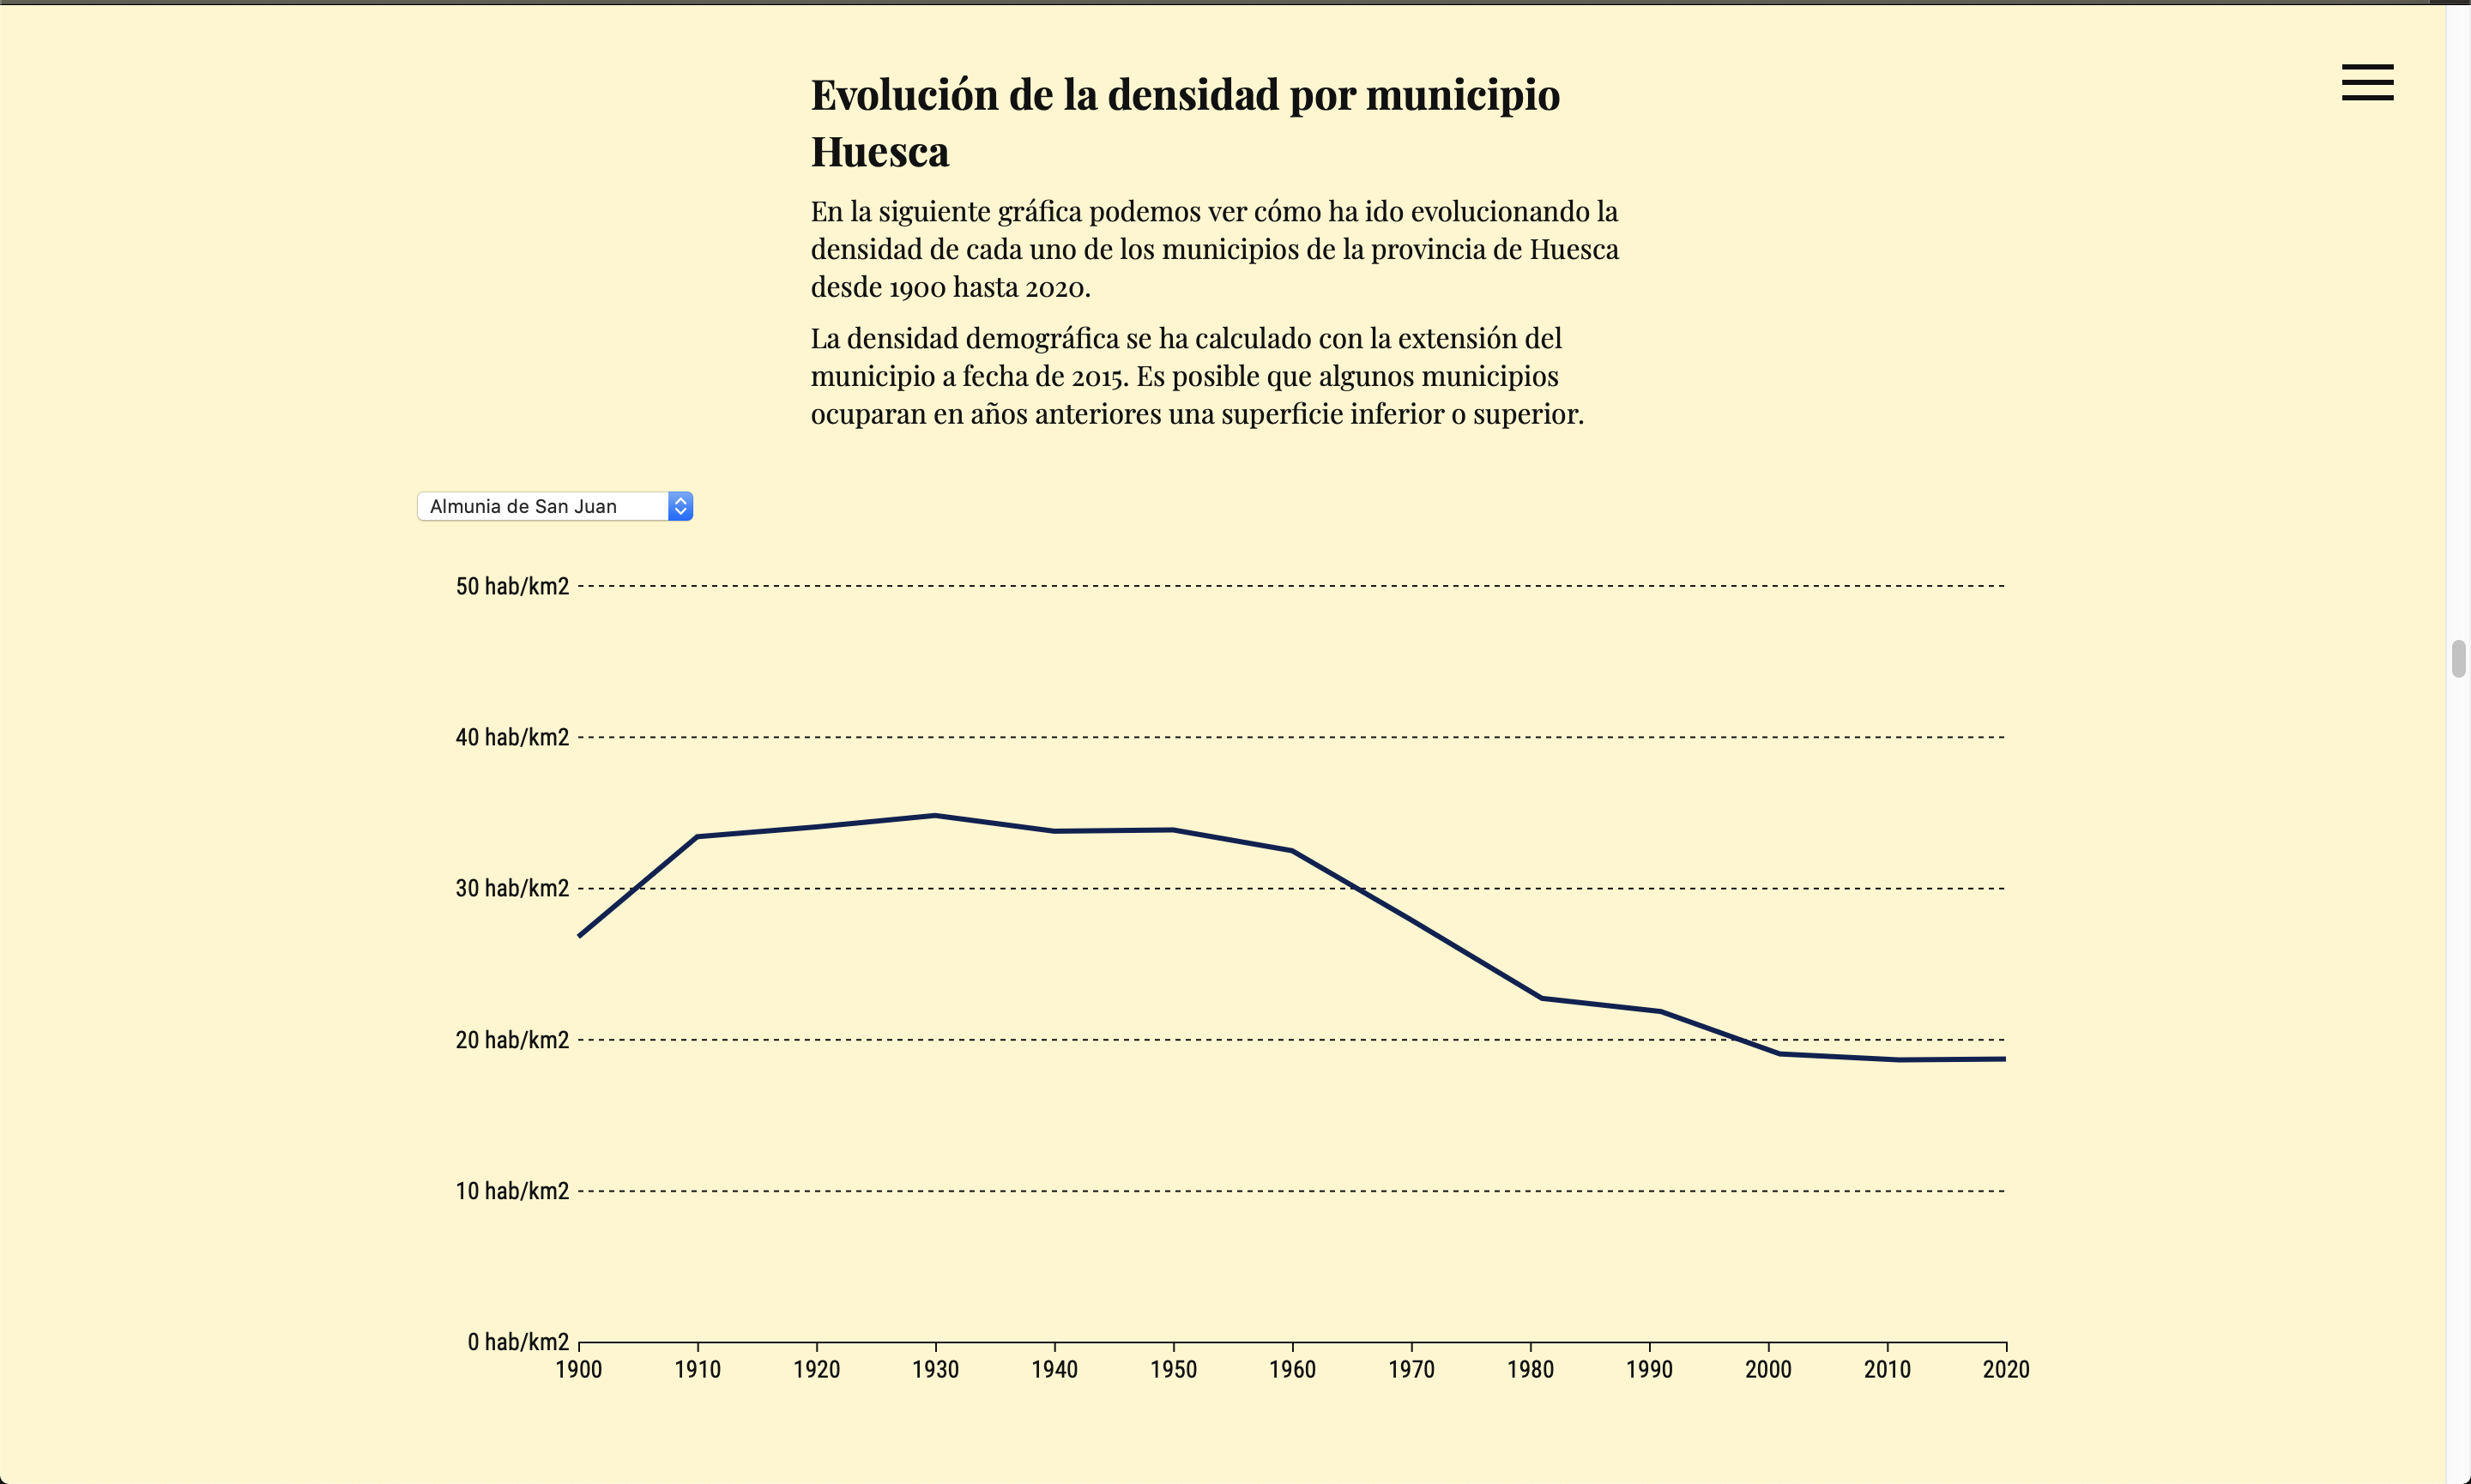 Evolución de la densidad por municipio
Huesca
En la siguiente gráfica podemos ver cómo ha ido evolucionando la
densidad de cada uno de los municipios de la provincia de Huesca
desde 1900 hasta 2020.
La densidad demográfica se ha calculado con la extensión del
municipio a fecha de 2015. Es posible que algunos municipios
ocuparan en años anteriores una superficie inferior o superior.
Almunia de San Juan
50 hab/km2
40 hab/km2
30 hab/km2
20 hab/km2
10 hab/km2
0 hab/km2
1900 1910 1920 1930 1940 1950 1960 1970 1980 1990 2000 2010 2020